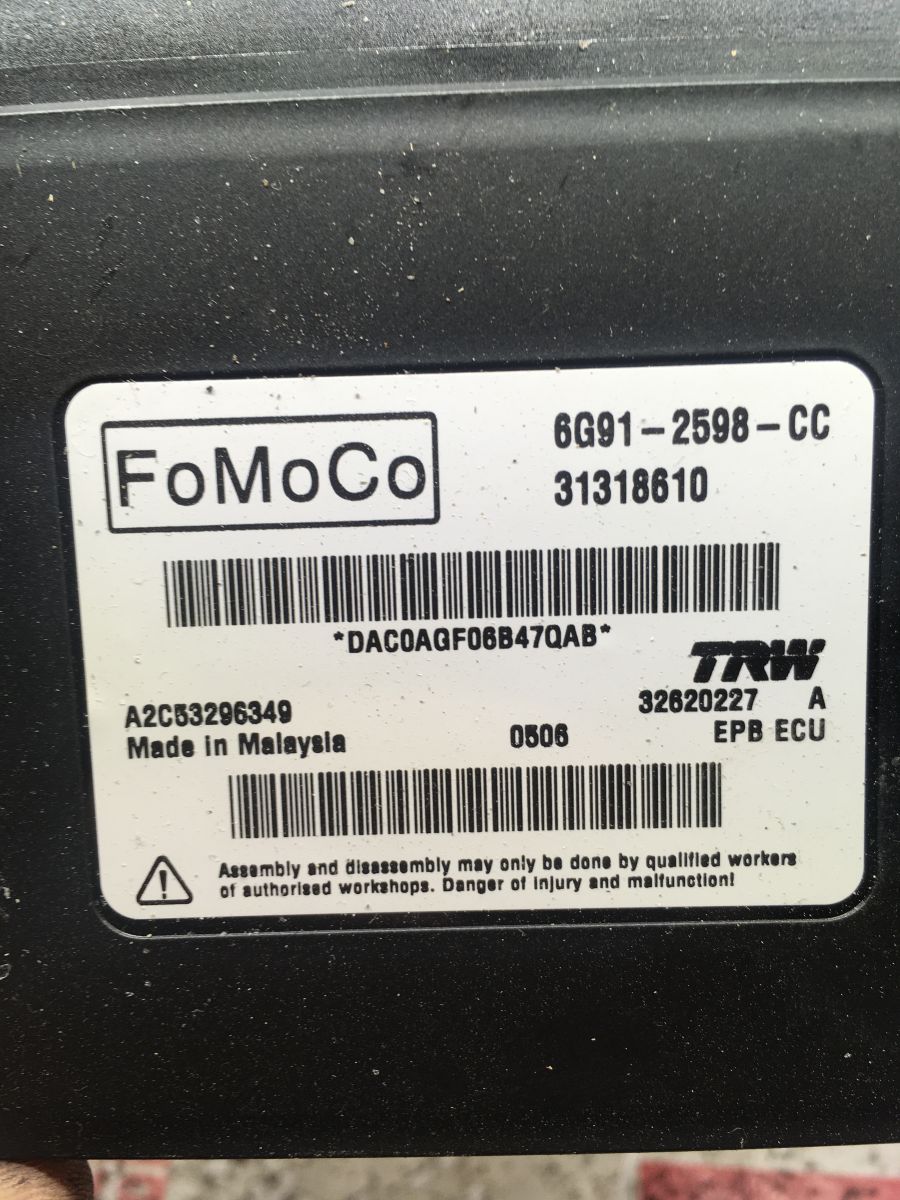 FoMoCo
6G91-2598-CC
31318610
*DAC0AGF06B47QAB*
TRW
A2C53296349
32620227 A
Made in Malaysia
0506
EPB ECU
Assembly and disassembly may only be done by qualified workers
of authorised workshops. Danger of injury and malfunction!